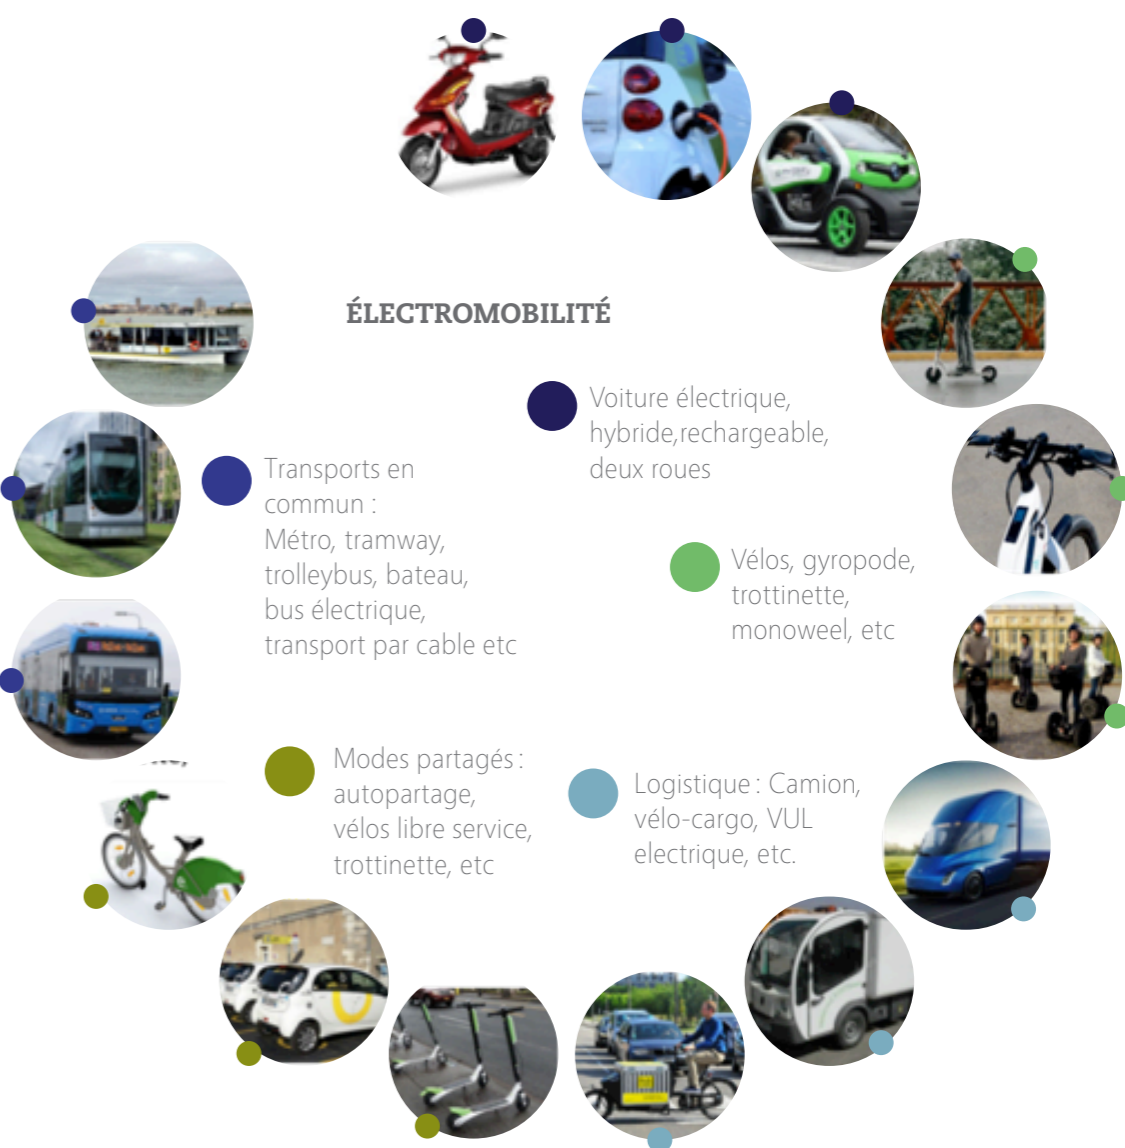 ÉLECTROMOBILITÉ
Voiture électrique,
hybride,rechargeable,
deux roues
Transports en
commun :
Métro, tramway,
trolleybus, bateau,
bus électrique,
transport par cable etc
Vélos, gyropode,
trottinette,
monoweel, etc
Modes partagés :
autopartage,
vélos libre service,
trottinette, etc
Logistique : Camion,
vélo-cargo, VUL
electrique, etc.